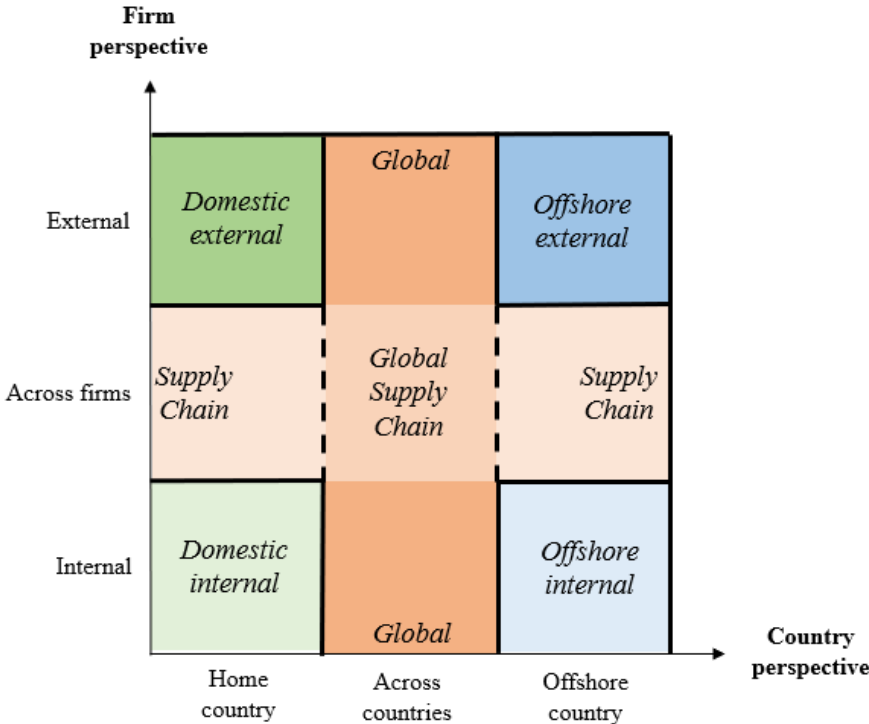 Firm
perspective
Global
Domestic
external
Offshore
external
External
Supply
Chain
Global
Supply
Chain
Supply
Chain
Across firms
Domestic
internal
Offshore
internal
Internal
Global
Country
perspective
Home
country
Across
countries
Offshore
country